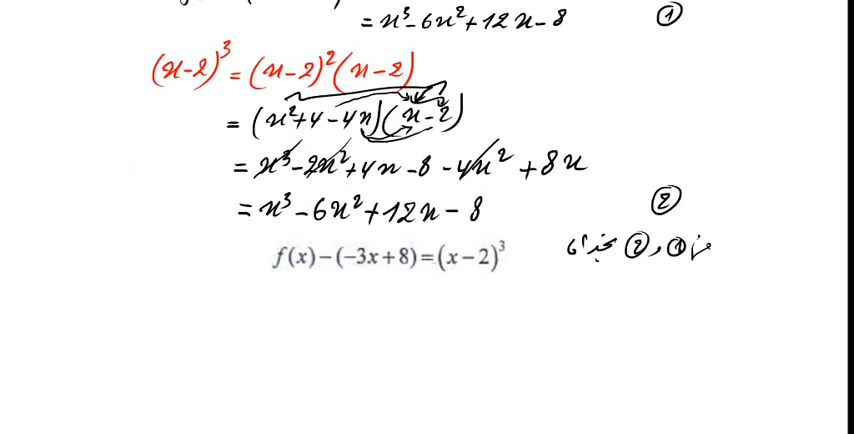 = x³ - 6x² + 12x - 8 ①
(x-2)³ = (x-2)²(x-2)
= (x²+4-4x)(x-2)
= x³ - 2x² + 4x - 8 - 4x² + 8x
= x³ - 6x² + 12x - 8 ②
من ① و ② نجد أن
f(x)-(-3x+8)=(x-2)³